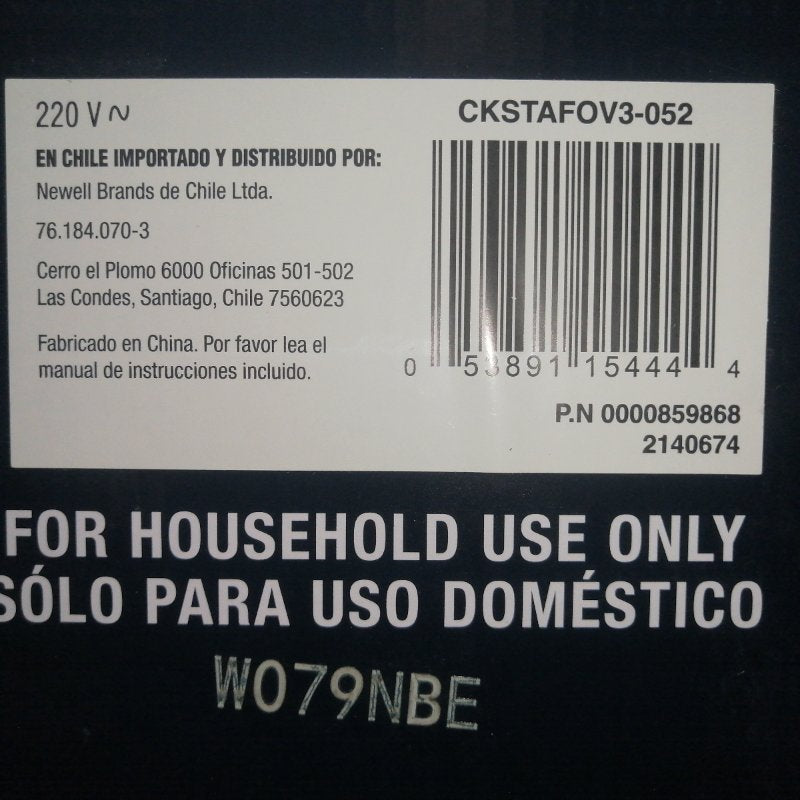 220 V ~
EN CHILE IMPORTADO Y DISTRIBUIDO POR:
Newell Brands de Chile Ltda.
76.184.070-3
Cerro el Plomo 6000 Oficinas 501-502
Las Condes, Santiago, Chile 7560623
Fabricado en China. Por favor lea el
manual de instrucciones incluido.
CKSTAFOV3-052
0 53891 15444 4
P.N 0000859868
2140674
FOR HOUSEHOLD USE ONLY
SÓLO PARA USO DOMÉSTICO
W079NBE